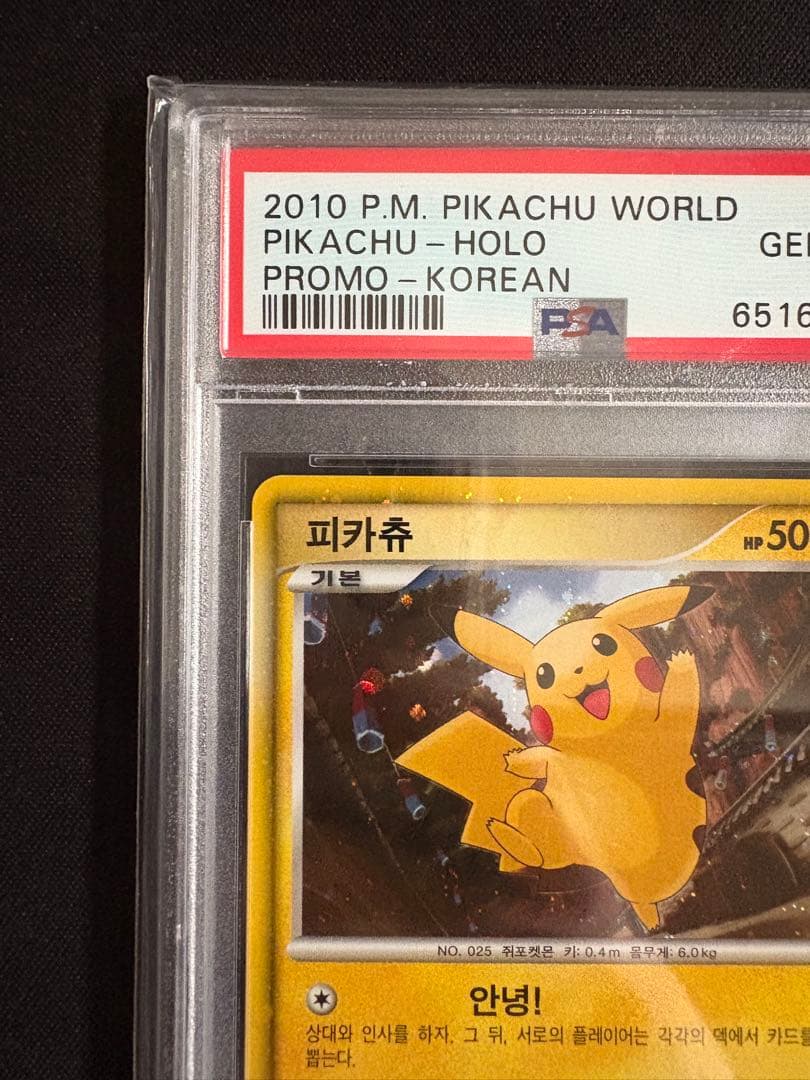 2010 P.M. PIKACHU WORLD
PIKACHU - HOLO
PROMO - KOREAN
PSA
피카츄
HP 50
기본
NO. 025 쥐포켓몬 키: 0.4 m 몸무게: 6.0 kg
안녕!
상대와 인사를 하자. 그 뒤, 서로의 플레이어는 각각의 덱에서 카드를
뽑는다.